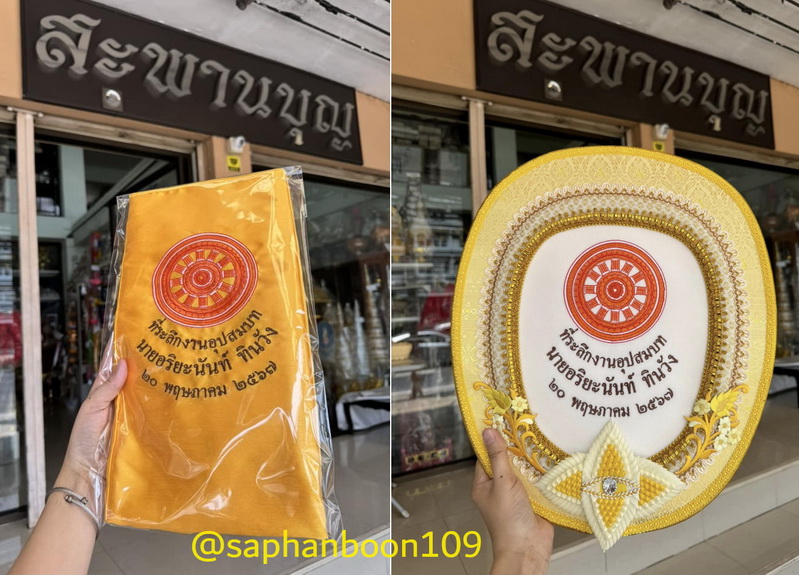 สะพานบุญ
ที่ระลึกงานอุปสมบท
นายอริยะนันท์ ทินวัง
๒๐ พฤษภาคม ๒๕๖๗
สะพานบุญ
ที่ระลึกงานอุปสมบท
นายอริยะนันท์ ทินวัง
๒๐ พฤษภาคม ๒๕๖๗
@saphanboon109